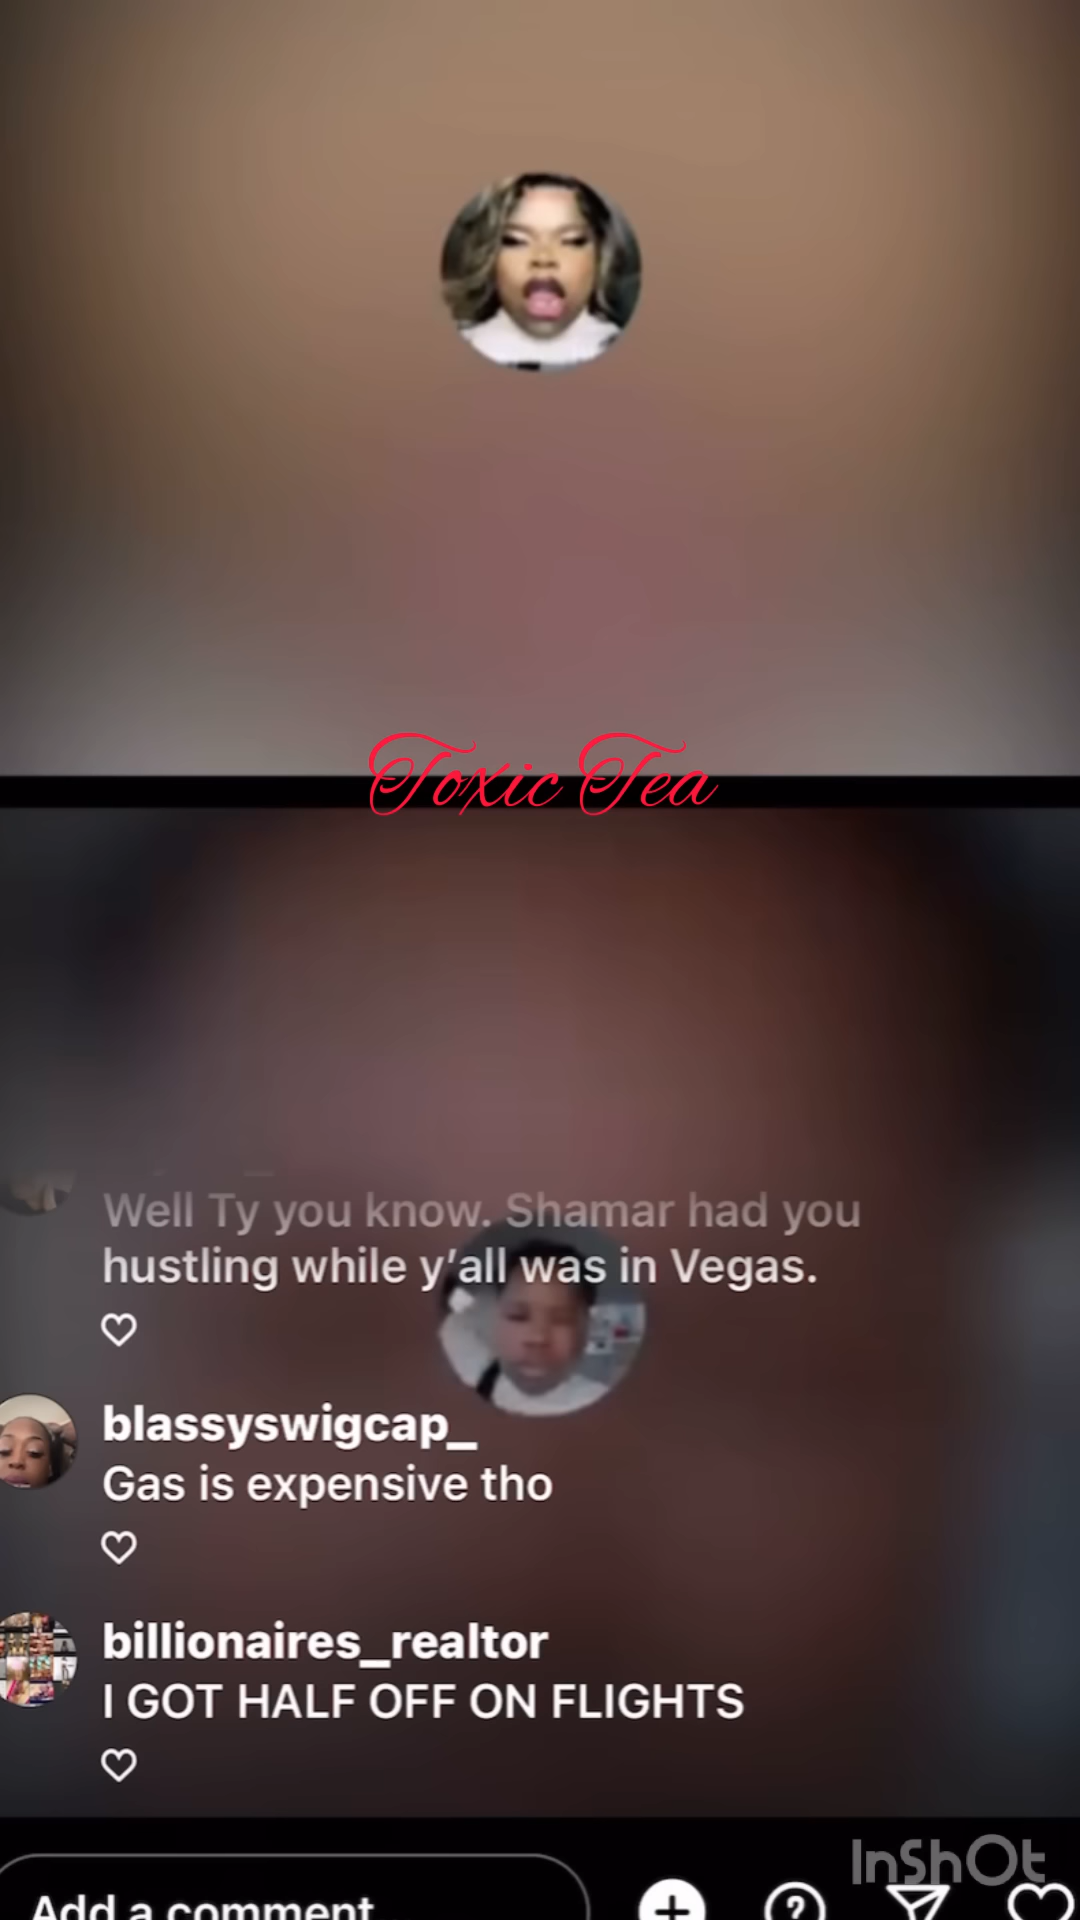 Toxic Tea
Well Ty you know. Shamar had you
hustling while y'all was in Vegas.
blassyswigcap_
Gas is expensive tho
billionaires_realtor
I GOT HALF OFF ON FLIGHTS
InShOt
Add a comment...
?